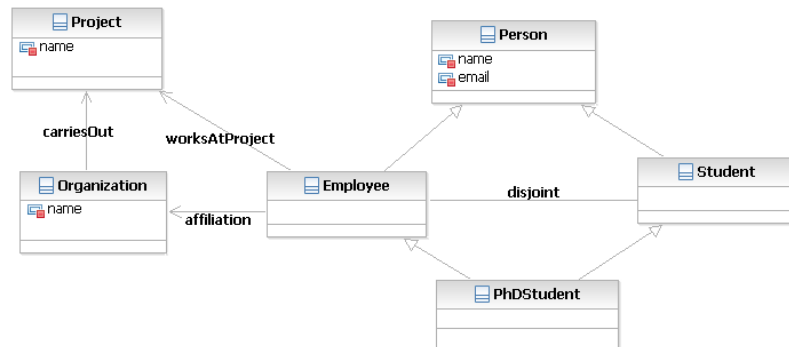 Project
name
Person
name
email
carriesOut
worksAtProject
Organization
name
Employee
Student
disjoint
affiliation
PhDStudent